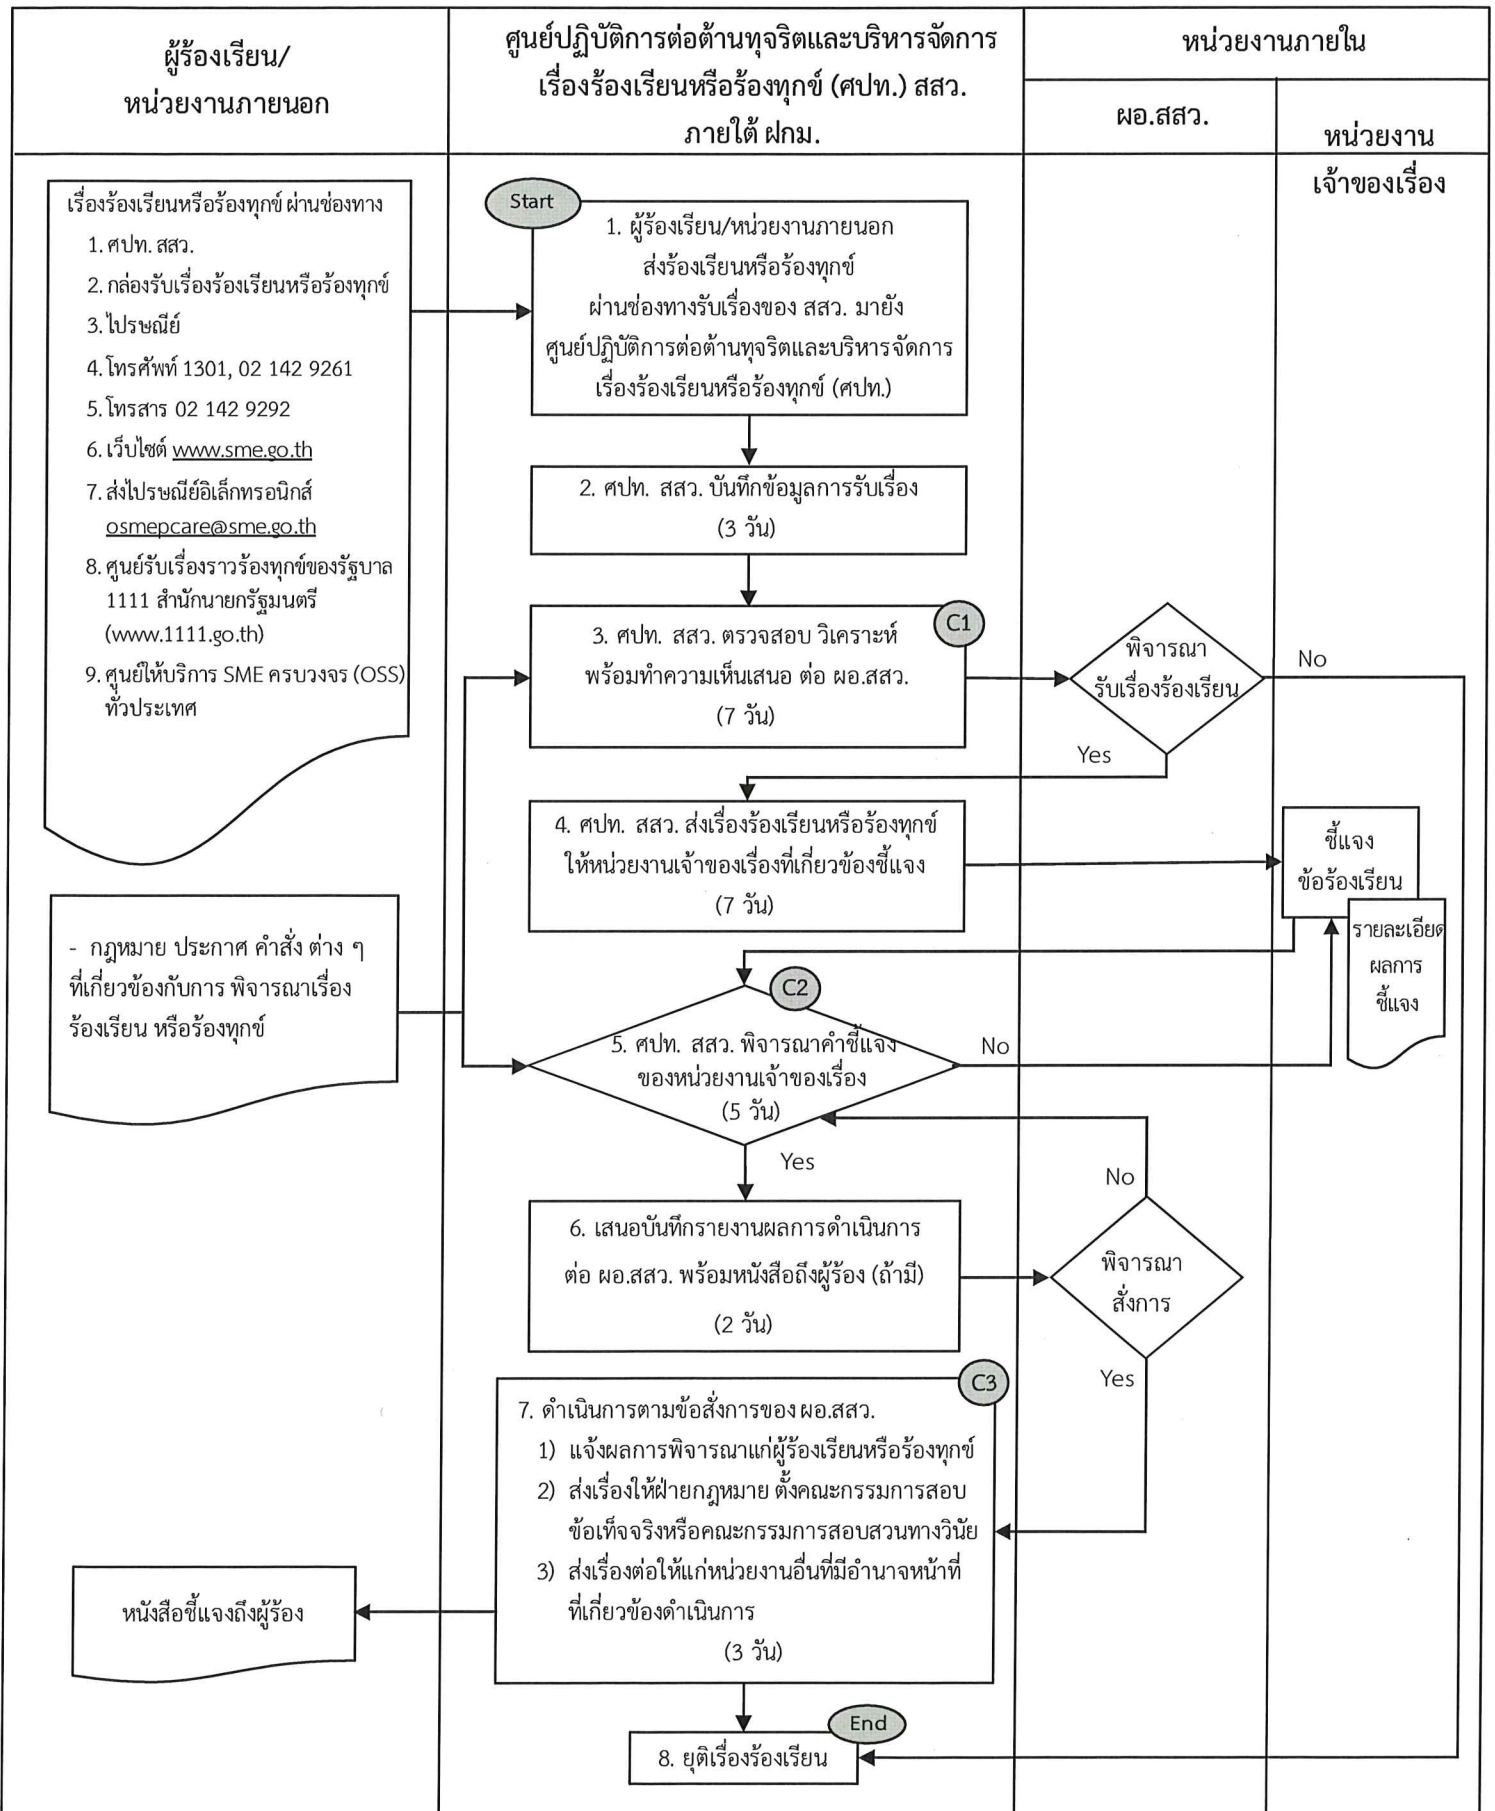 ผู้ร้องเรียน/
หน่วยงานภายนอก
ศูนย์ปฏิบัติการต่อต้านทุจริตและบริหารจัดการ
เรื่องร้องเรียนหรือร้องทุกข์ (ศปท.) สสว.
ภายใต้ ฝกม.
หน่วยงานภายใน
ผอ.สสว.
หน่วยงาน
เจ้าของเรื่อง
เรื่องร้องเรียนหรือร้องทุกข์ ผ่านช่องทาง
1. ศปท. สสว.
2. กล่องรับเรื่องร้องเรียนหรือร้องทุกข์
3. ไปรษณีย์
4. โทรศัพท์ 1301, 02 142 9261
5. โทรสาร 02 142 9292
6. เว็บไซต์ www.sme.go.th
7. ส่งไปรษณีย์อิเล็กทรอนิกส์
osmepcare@sme.go.th
8. ศูนย์รับเรื่องราวร้องทุกข์ของรัฐบาล
1111 สำนักนายกรัฐมนตรี
(www.1111.go.th)
9. ศูนย์ให้บริการ SME ครบวงจร (OSS)
ทั่วประเทศ
Start
1. ผู้ร้องเรียน/หน่วยงานภายนอก
ส่งร้องเรียนหรือร้องทุกข์
ผ่านช่องทางรับเรื่องของ สสว. มายัง
ศูนย์ปฏิบัติการต่อต้านทุจริตและบริหารจัดการ
เรื่องร้องเรียนหรือร้องทุกข์ (ศปท.)
2. ศปท. สสว. บันทึกข้อมูลการรับเรื่อง
(3 วัน)
C1
3. ศปท. สสว. ตรวจสอบ วิเคราะห์
พร้อมทำความเห็นเสนอ ต่อ ผอ.สสว.
(7 วัน)
พิจารณา
รับเรื่องร้องเรียน
No
Yes
4. ศปท. สสว. ส่งเรื่องร้องเรียนหรือร้องทุกข์
ให้หน่วยงานเจ้าของเรื่องที่เกี่ยวข้องชี้แจง
(7 วัน)
ชี้แจง
ข้อร้องเรียน
รายละเอียด
ผลการ
ชี้แจง
- กฎหมาย ประกาศ คำสั่ง ต่าง ๆ
ที่เกี่ยวข้องกับการ พิจารณาเรื่อง
ร้องเรียน หรือร้องทุกข์
C2
5. ศปท. สสว. พิจารณาคำชี้แจง
ของหน่วยงานเจ้าของเรื่อง
(5 วัน)
No
Yes
6. เสนอบันทึกรายงานผลการดำเนินการ
ต่อ ผอ.สสว. พร้อมหนังสือถึงผู้ร้อง (ถ้ามี)
(2 วัน)
No
พิจารณา
สั่งการ
Yes
C3
7. ดำเนินการตามข้อสั่งการของ ผอ.สสว.
1) แจ้งผลการพิจารณาแก่ผู้ร้องเรียนหรือร้องทุกข์
2) ส่งเรื่องให้ฝ่ายกฎหมาย ตั้งคณะกรรมการสอบ
ข้อเท็จจริงหรือคณะกรรมการสอบสวนทางวินัย
3) ส่งเรื่องต่อให้แก่หน่วยงานอื่นที่มีอำนาจหน้าที่
ที่เกี่ยวข้องดำเนินการ
(3 วัน)
หนังสือชี้แจงถึงผู้ร้อง
End
8. ยุติเรื่องร้องเรียน